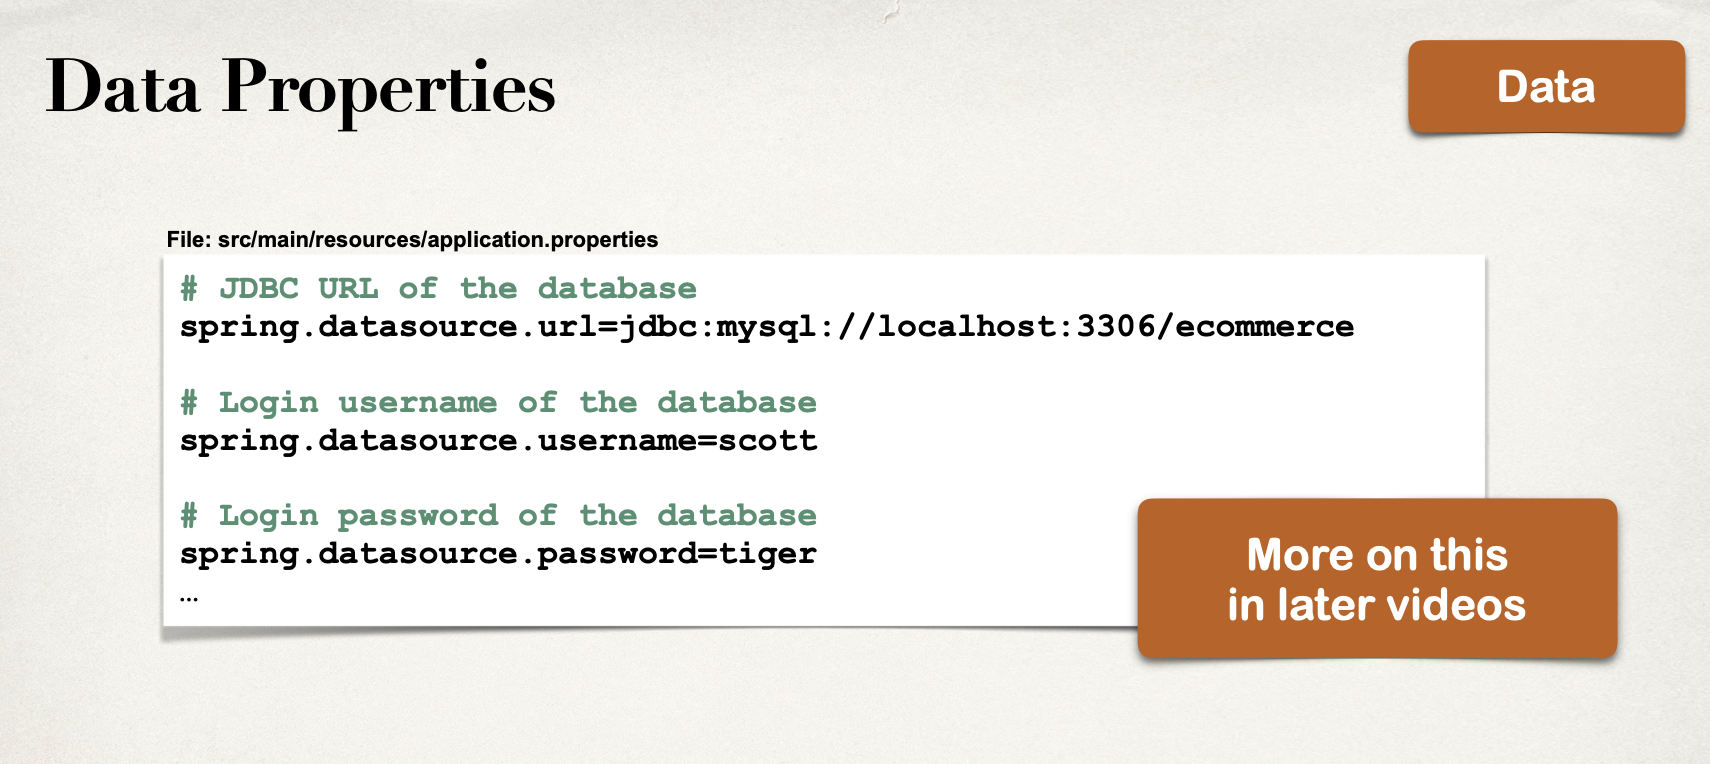 Data Properties
Data
File: src/main/resources/application.properties
# JDBC URL of the database
spring.datasource.url=jdbc:mysql://localhost:3306/ecommerce
# Login username of the database
spring.datasource.username=scott
# Login password of the database
spring.datasource.password=tiger
…
More on this
in later videos